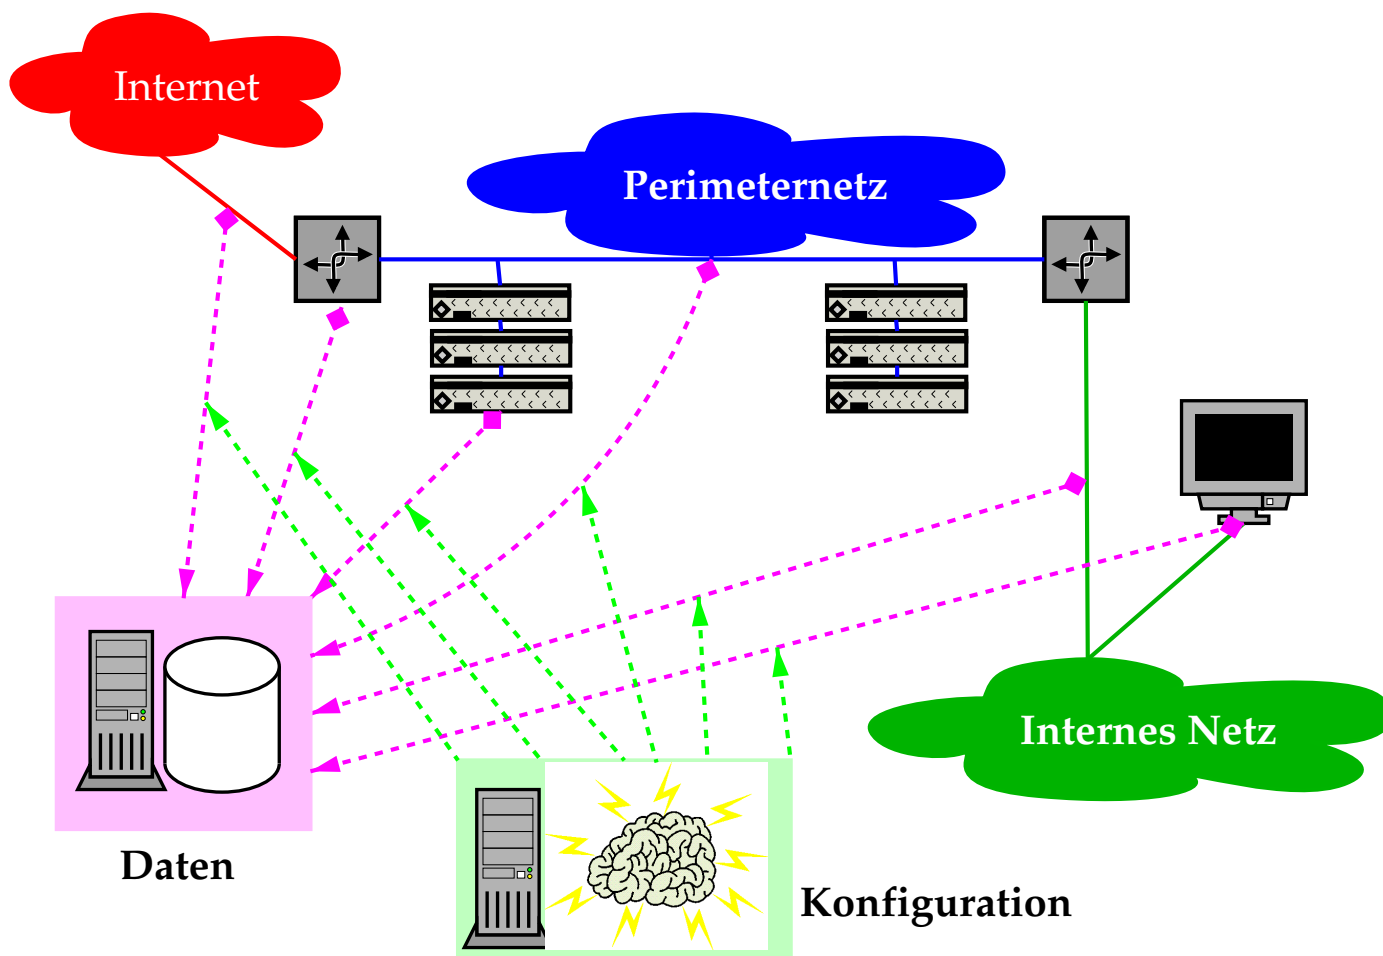 Internet
Perimeternetz
Internes Netz
Daten
Konfiguration